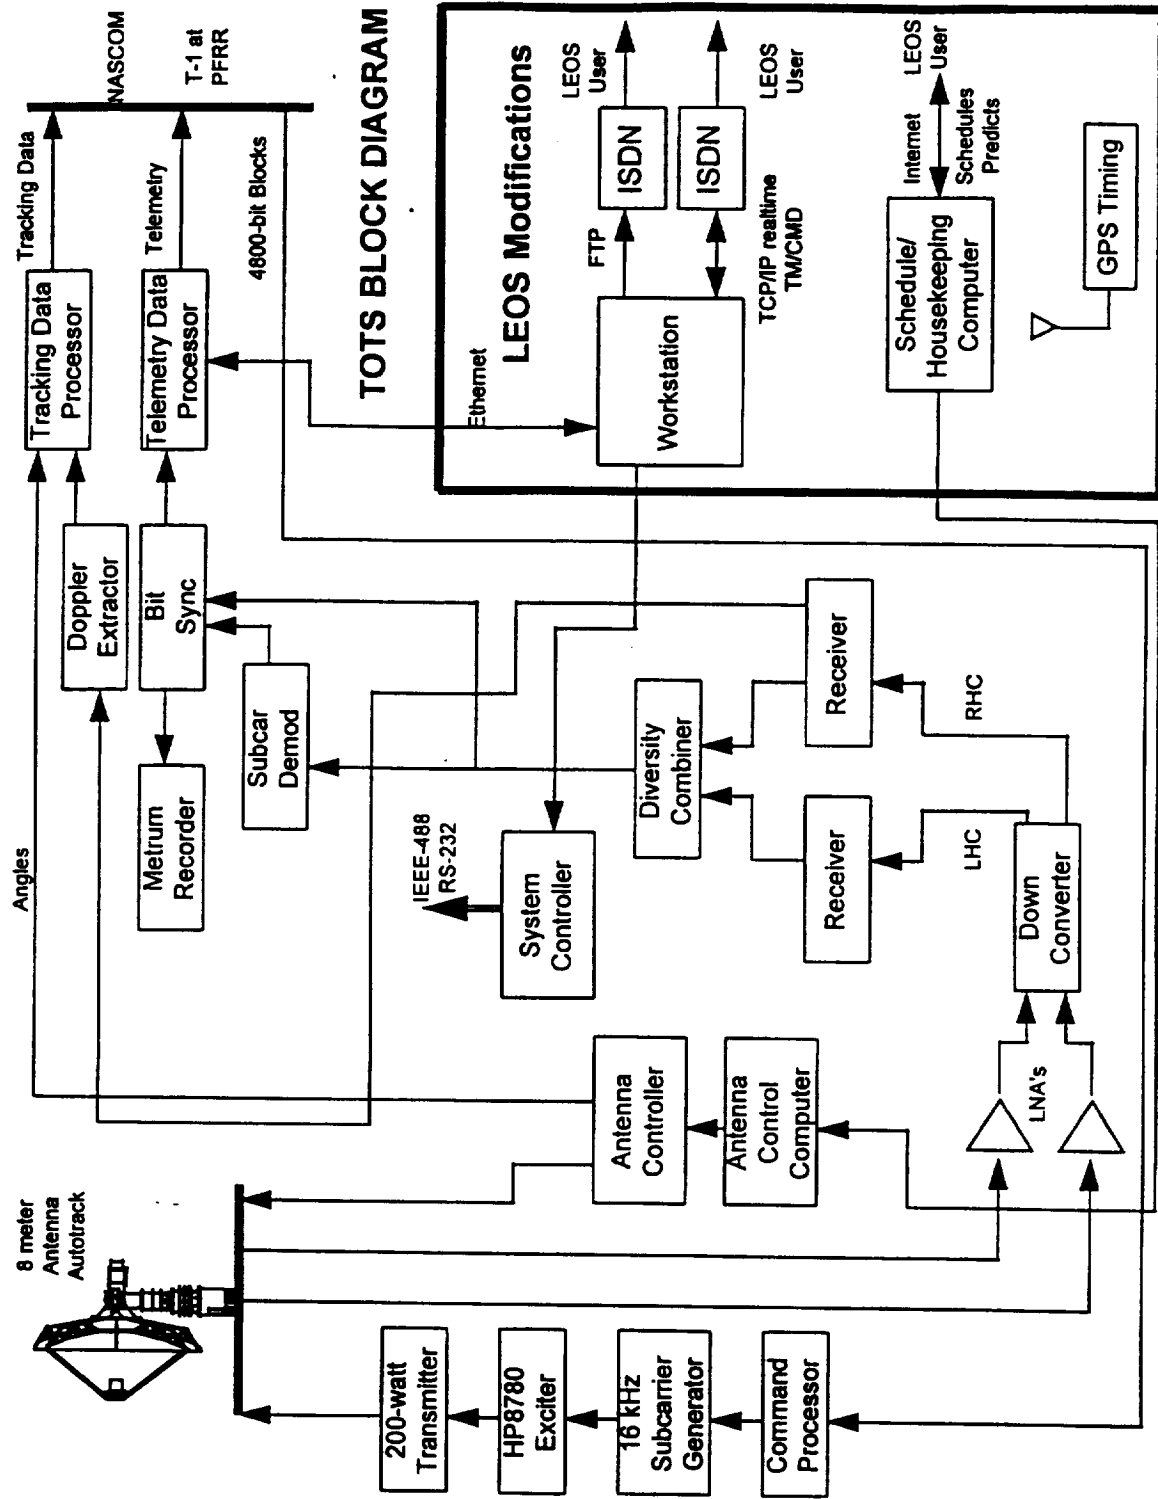 8 meter
Antenna
Autotrack
200-watt
Transmitter
HP8780
Exciter
16 kHz
Subcarrier
Generator
Command
Processor
Angles
Antenna
Controller
Antenna
Control
Computer
LNA's
Down
Converter
LHC
RHC
Receiver
Receiver
Diversity
Combiner
IEEE-488
RS-232
System
Controller
Metrum
Recorder
Subcar
Demod
Doppler
Extractor
Bit
Sync
Tracking Data
Processor
Telemetry Data
Processor
Tracking Data
Telemetry
4800-bit Blocks
NASCOM
T-1 at
PFRR
TOTS BLOCK DIAGRAM
LEOS Modifications
Ethernet
Workstation
FTP
ISDN
LEOS
User
ISDN
LEOS
User
TCP/IP realtime
TM/CMD
Schedule/
Housekeeping
Computer
Internet
Schedules
Predicts
LEOS
User
GPS Timing